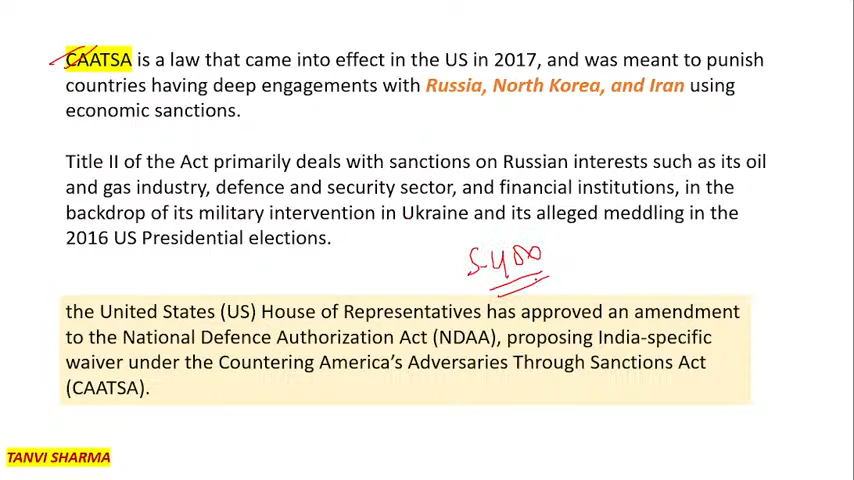 CAATSA is a law that came into effect in the US in 2017, and was meant to punish
countries having deep engagements with Russia, North Korea, and Iran using
economic sanctions.
Title II of the Act primarily deals with sanctions on Russian interests such as its oil
and gas industry, defence and security sector, and financial institutions, in the
backdrop of its military intervention in Ukraine and its alleged meddling in the
2016 US Presidential elections.
S-400
the United States (US) House of Representatives has approved an amendment
to the National Defence Authorization Act (NDAA), proposing India-specific
waiver under the Countering America’s Adversaries Through Sanctions Act
(CAATSA).
TANVI SHARMA